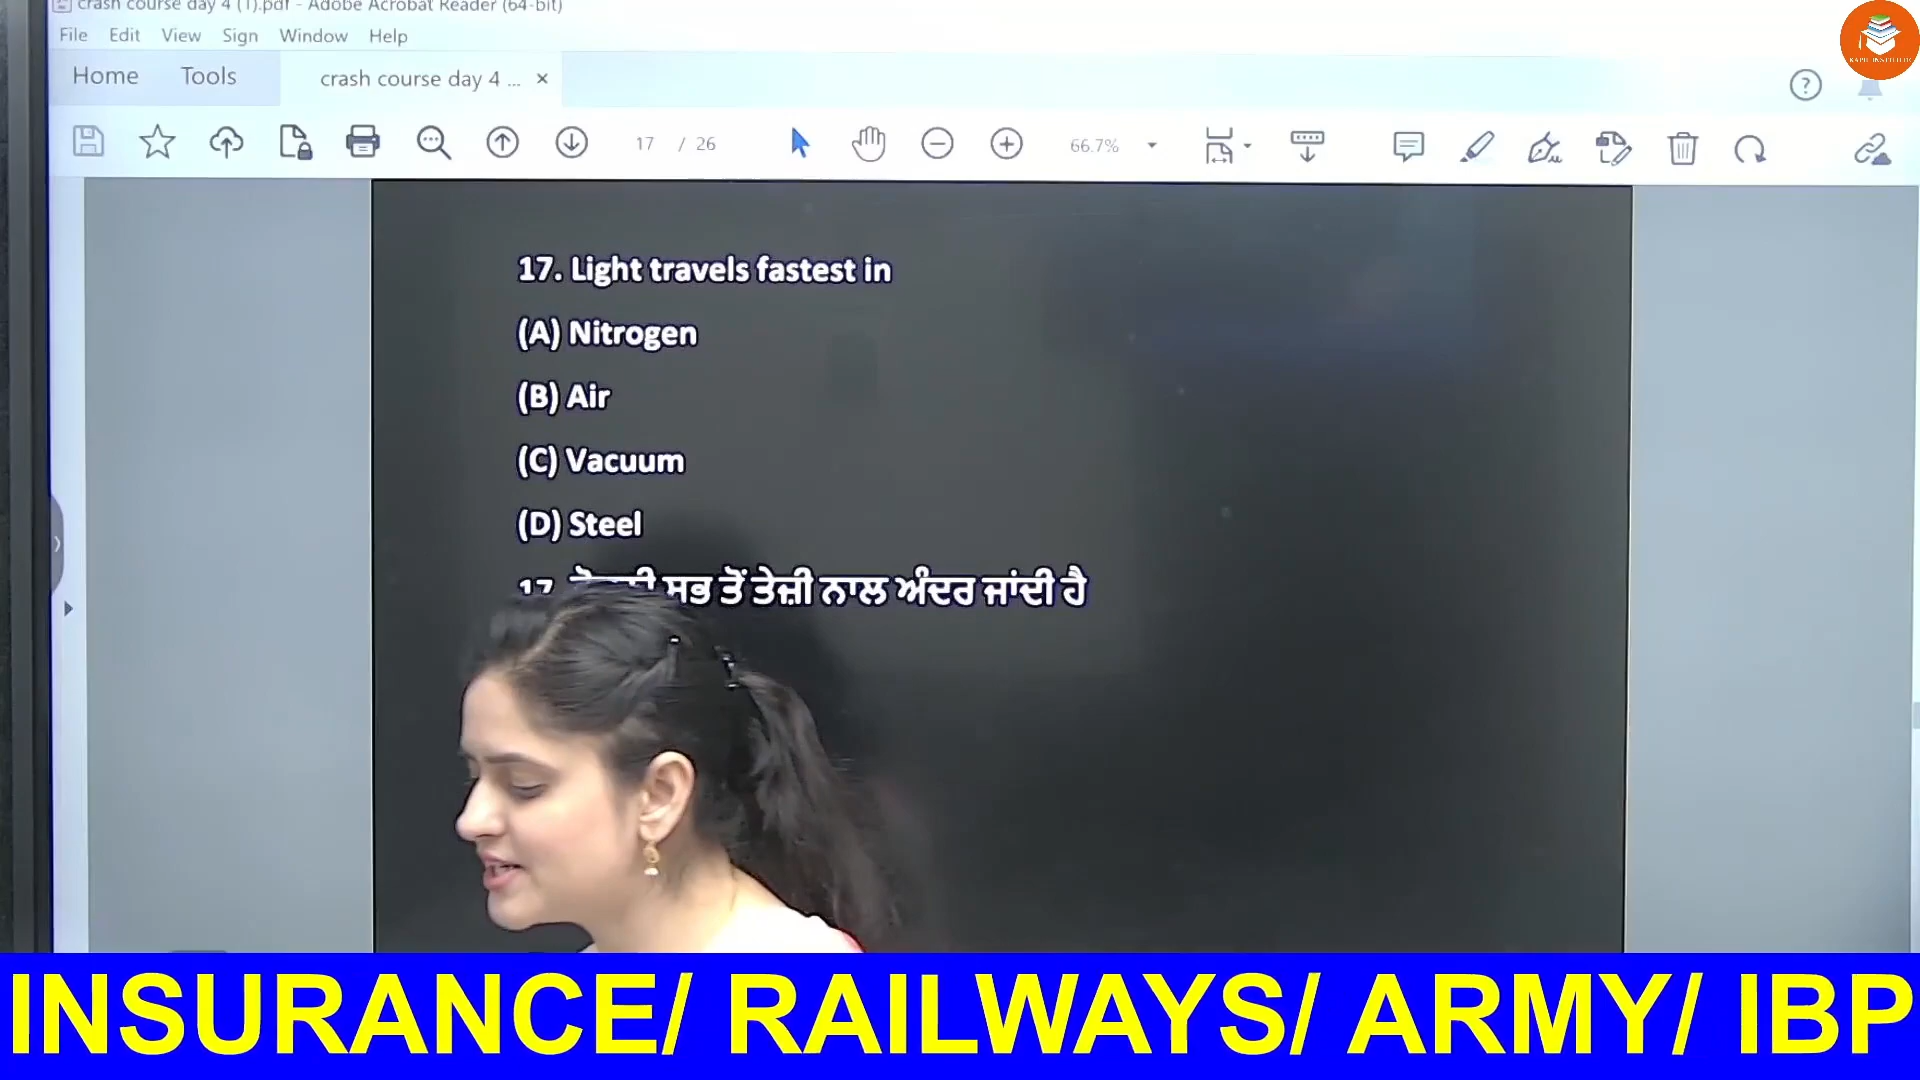 crash course day 4 (1).pdf - Adobe Acrobat Reader (64-bit)
File Edit View Sign Window Help
Home Tools crash course day 4 ...
17 / 26 66.7%
17. Light travels fastest in
(A) Nitrogen
(B) Air
(C) Vacuum
(D) Steel
17. ਸਭ ਤੋਂ ਤੇਜ਼ੀ ਨਾਲ ਅੰਦਰ ਜਾਂਦੀ ਹੈ
INSURANCE/ RAILWAYS/ ARMY/ IBP